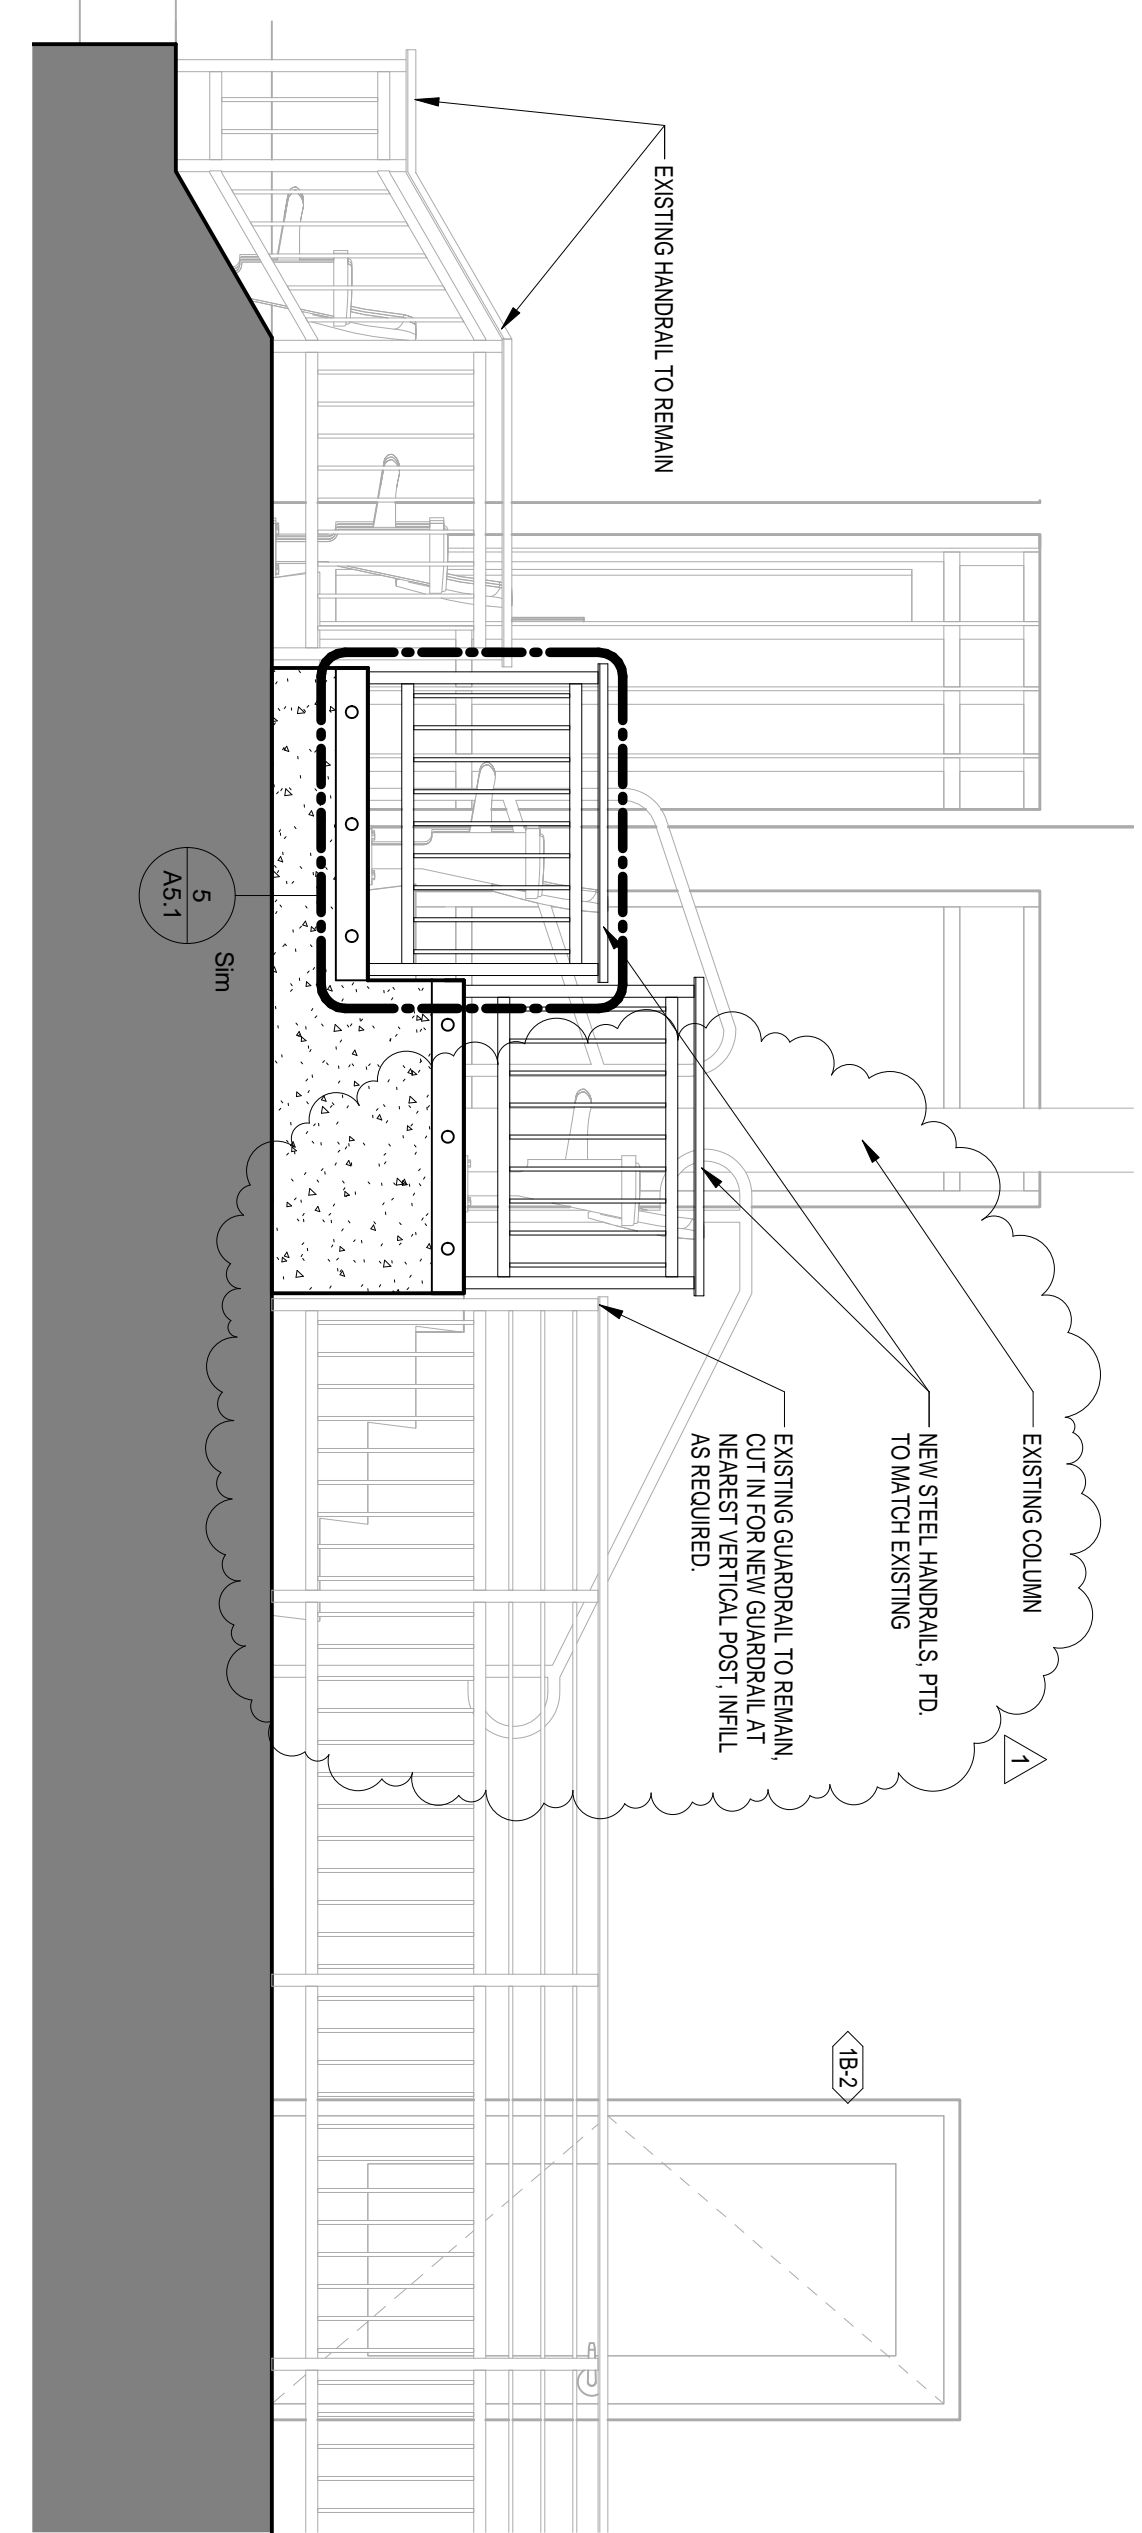 EXISTING HANDRAIL TO REMAIN
EXISTING COLUMN
NEW STEEL HANDRAILS, PTD.
TO MATCH EXISTING
EXISTING GUARDRAIL TO REMAIN,
CUT IN FOR NEW GUARDRAIL AT
NEAREST VERTICAL POST, INFILL
AS REQUIRED.
1
1B-2
5
A5.1
Sim